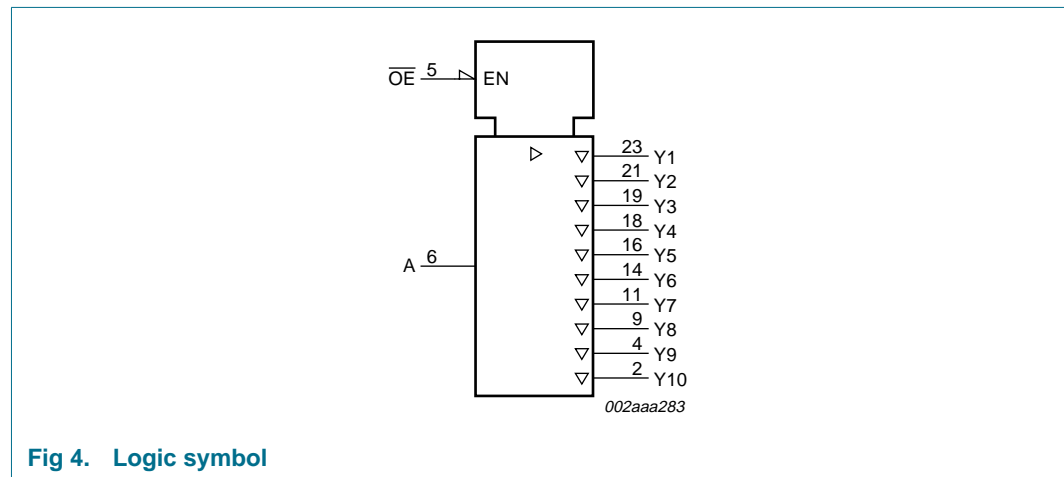 OE 5 EN
23 Y1
21 Y2
19 Y3
18 Y4
A 6
16 Y5
14 Y6
11 Y7
9 Y8
4 Y9
2 Y10
002aaa283
Fig 4. Logic symbol